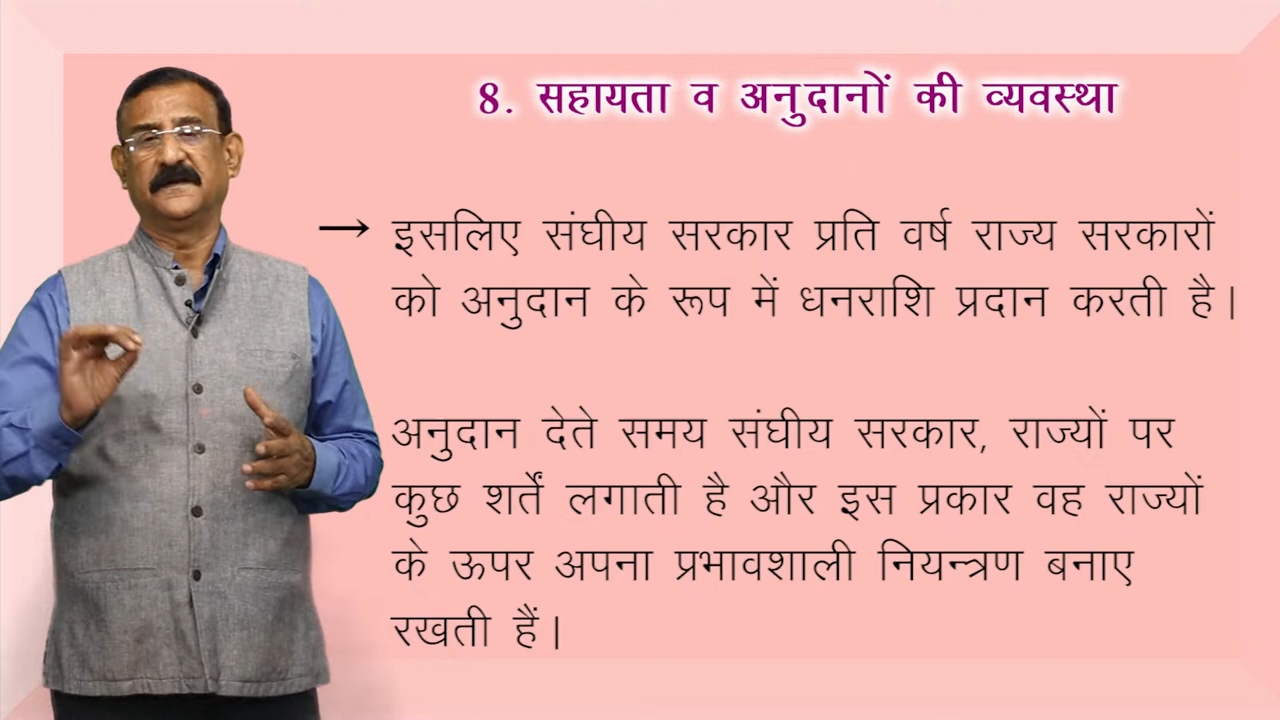 8. सहायता व अनुदानों की व्यवस्था
→ इसलिए संघीय सरकार प्रति वर्ष राज्य सरकारों
को अनुदान के रूप में धनराशि प्रदान करती है।
अनुदान देते समय संघीय सरकार, राज्यों पर
कुछ शर्तें लगाती है और इस प्रकार वह राज्यों
के ऊपर अपना प्रभावशाली नियन्त्रण बनाए
रखती हैं।